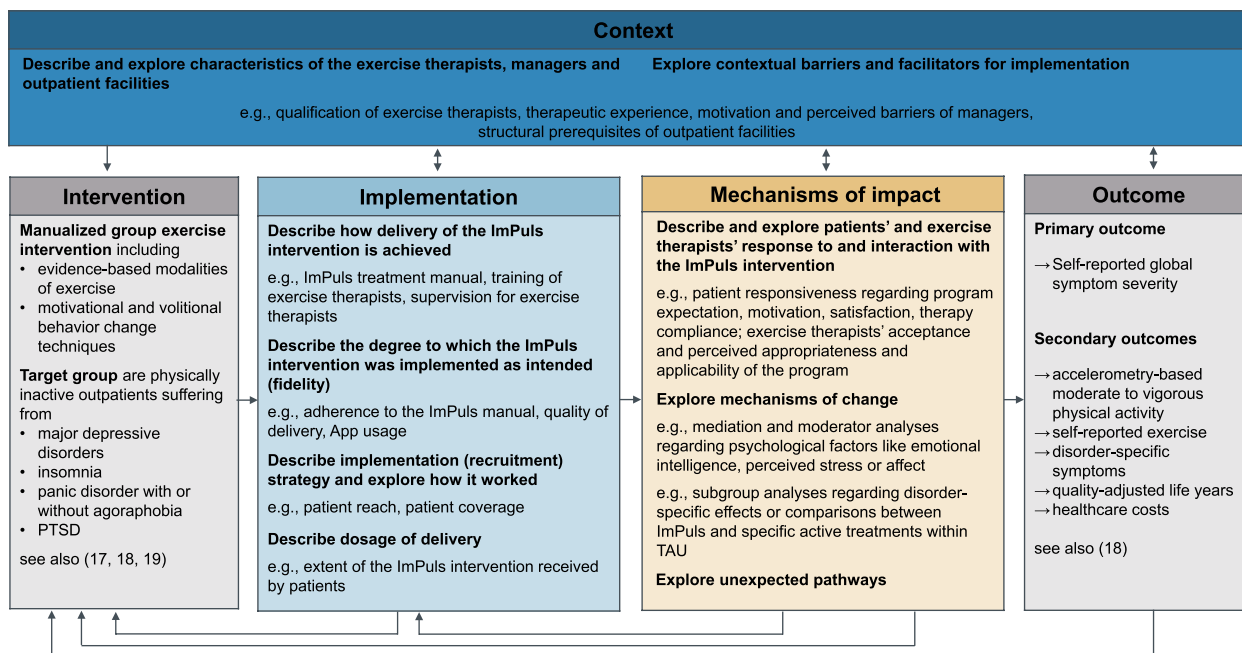 Context
Describe and explore characteristics of the exercise therapists, managers and
outpatient facilities
Explore contextual barriers and facilitators for implementation
e.g., qualification of exercise therapists, therapeutic experience, motivation and perceived barriers of managers,
structural prerequisites of outpatient facilities
Intervention
Manualized group exercise
intervention including
• evidence-based modalities
of exercise
• motivational and volitional
behavior change
techniques
Target group are physically
inactive outpatients suffering
from
• major depressive
disorders
• insomnia
• panic disorder with or
without agoraphobia
• PTSD
see also (17, 18, 19)
Implementation
Describe how delivery of the ImPuls
intervention is achieved
e.g., ImPuls treatment manual, training of
exercise therapists, supervision for exercise
therapists
Describe the degree to which the ImPuls
intervention was implemented as intended
(fidelity)
e.g., adherence to the ImPuls manual, quality of
delivery, App usage
Describe implementation (recruitment)
strategy and explore how it worked
e.g., patient reach, patient coverage
Describe dosage of delivery
e.g., extent of the ImPuls intervention received
by patients
Mechanisms of impact
Describe and explore patients' and exercise
therapists' response to and interaction with
the ImPuls intervention
e.g., patient responsiveness regarding program
expectation, motivation, satisfaction, therapy
compliance; exercise therapists' acceptance
and perceived appropriateness and
applicability of the program
Explore mechanisms of change
e.g., mediation and moderator analyses
regarding psychological factors like emotional
intelligence, perceived stress or affect
e.g., subgroup analyses regarding disorder-
specific effects or comparisons between
ImPuls and specific active treatments within
TAU
Explore unexpected pathways
Outcome
Primary outcome
→ Self-reported global
symptom severity
Secondary outcomes
→ accelerometry-based
moderate to vigorous
physical activity
→ self-reported exercise
→ disorder-specific
symptoms
→ quality-adjusted life years
→ healthcare costs
see also (18)